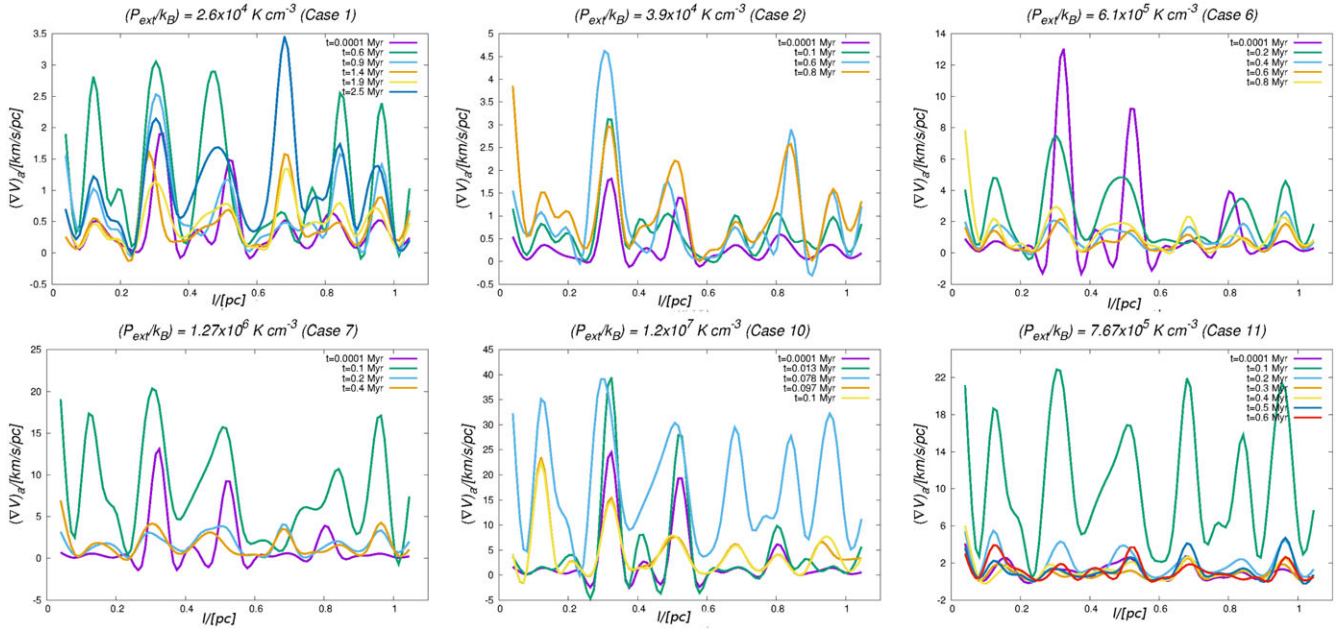 (P_ext/k_B) = 2.6x10^4 K cm^-3 (Case 1)
(∇V)_a/[km/s/pc]
3.5
3
2.5
2
1.5
1
0.5
0
-0.5
t=0.0001 Myr
t=0.6 Myr
t=0.9 Myr
t=1.4 Myr
t=1.9 Myr
t=2.5 Myr
0 0.2 0.4 0.6 0.8 1
l/[pc]
(P_ext/k_B) = 3.9x10^4 K cm^-3 (Case 2)
(∇V)_a/[km/s/pc]
5
4.5
4
3.5
3
2.5
2
1.5
1
0.5
0
-0.5
t=0.0001 Myr
t=0.1 Myr
t=0.6 Myr
t=0.8 Myr
0 0.2 0.4 0.6 0.8 1
l/[pc]
(P_ext/k_B) = 6.1x10^5 K cm^-3 (Case 6)
(∇V)_a/[km/s/pc]
14
12
10
8
6
4
2
0
-2
t=0.0001 Myr
t=0.2 Myr
t=0.4 Myr
t=0.6 Myr
t=0.8 Myr
0 0.2 0.4 0.6 0.8 1
l/[pc]
(P_ext/k_B) = 1.27x10^6 K cm^-3 (Case 7)
(∇V)_a/[km/s/pc]
25
20
15
10
5
0
-5
t=0.0001 Myr
t=0.1 Myr
t=0.2 Myr
t=0.4 Myr
0 0.2 0.4 0.6 0.8 1
l/[pc]
(P_ext/k_B) = 1.2x10^7 K cm^-3 (Case 10)
(∇V)_a/[km/s/pc]
45
40
35
30
25
20
15
10
5
0
-5
t=0.0001 Myr
t=0.013 Myr
t=0.078 Myr
t=0.097 Myr
t=0.1 Myr
0 0.2 0.4 0.6 0.8 1
l/[pc]
(P_ext/k_B) = 7.67x10^5 K cm^-3 (Case 11)
(∇V)_a/[km/s/pc]
22
18
14
10
6
2
-2
t=0.0001 Myr
t=0.1 Myr
t=0.2 Myr
t=0.3 Myr
t=0.4 Myr
t=0.5 Myr
t=0.6 Myr
0 0.2 0.4 0.6 0.8 1
l/[pc]